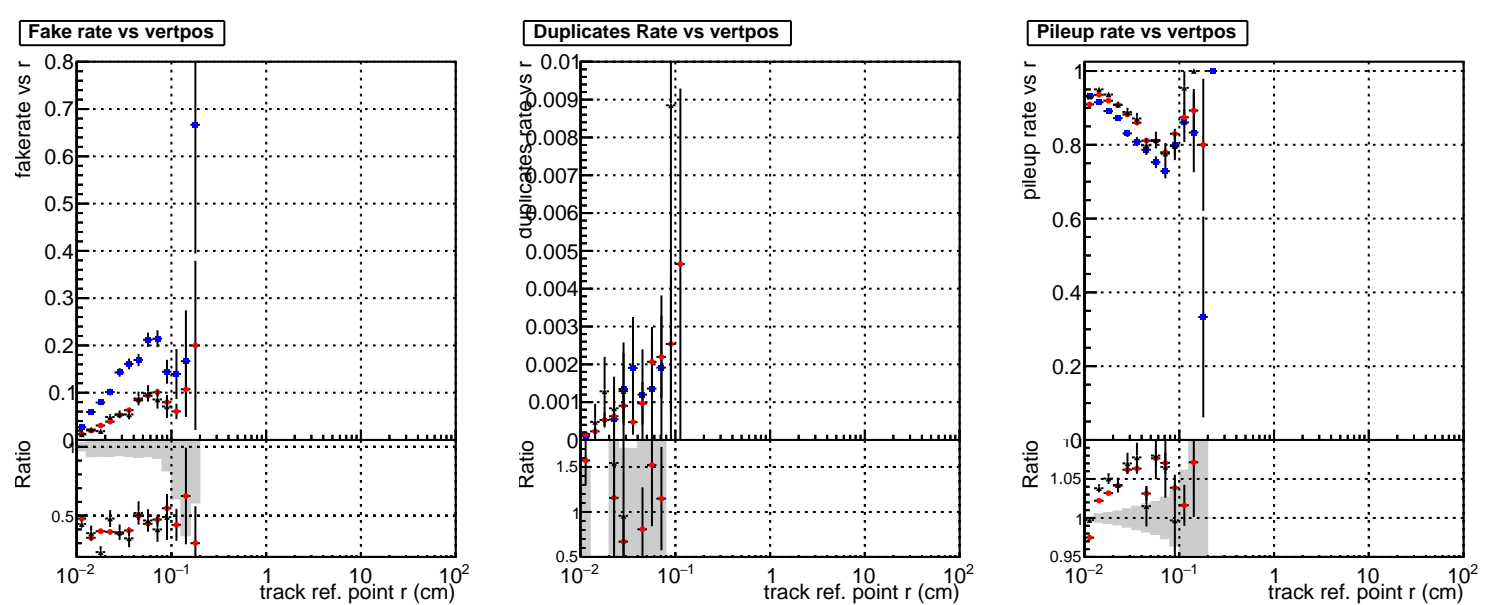 Fake rate vs vertpos
fakerate vs r
0.8
0.7
0.6
0.5
0.4
0.3
0.2
0.1
0
Ratio
0.5
10⁻² 10⁻¹ 1 10 10²
track ref. point r (cm)
Duplicates Rate vs vertpos
duplicates rate vs r
0.01
0.009
0.008
0.007
0.006
0.005
0.004
0.003
0.002
0.001
0
Ratio
1.5
1
0.5
10⁻² 10⁻¹ 1 10 10²
track ref. point r (cm)
Pileup rate vs vertpos
pileup rate vs r
1
0.8
0.6
0.4
0.2
Ratio
1.05
1
0.95
10⁻² 10⁻¹ 1 10 10²
track ref. point r (cm)